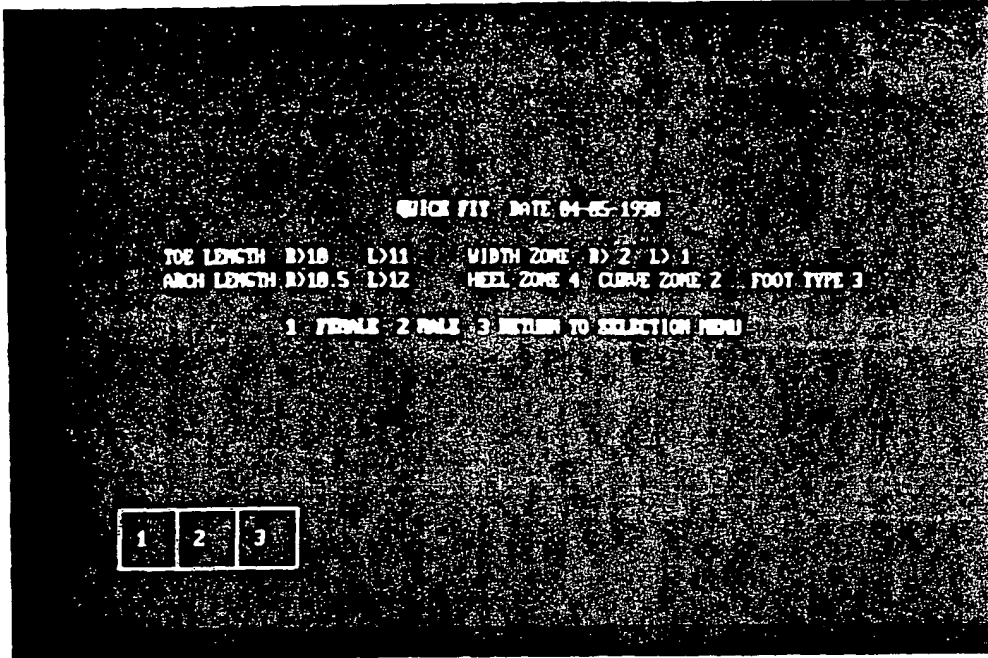 QUICK FIT DATE 04-05-1998
TOE LENGTH R>10 L>11 WIDTH ZONE R> 2 L> 1
ARCH LENGTH R>10.5 L>12 HEEL ZONE 4 CURVE ZONE 2 FOOT TYPE 3
1 FEMALE 2 MALE 3 RETURN TO SELECTION MENU
1 2 3